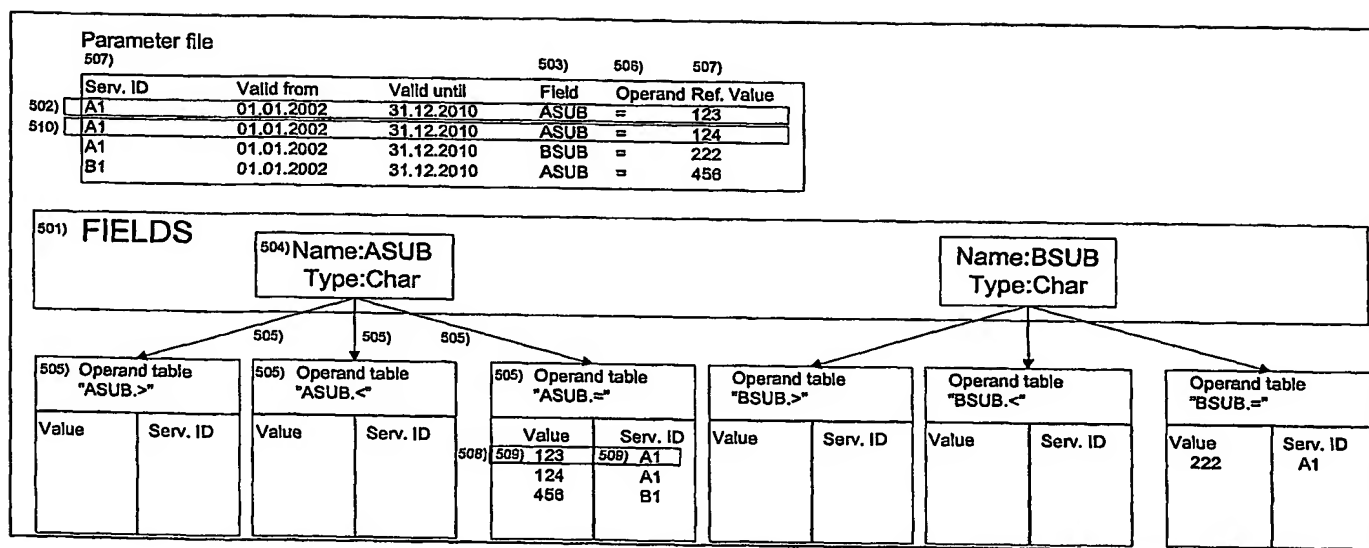 Parameter file
507) 503) 506) 507)
Serv. ID Valid from Valid until Field Operand Ref. Value
502) A1 01.01.2002 31.12.2010 ASUB = 123
510) A1 01.01.2002 31.12.2010 ASUB = 124
A1 01.01.2002 31.12.2010 BSUB = 222
B1 01.01.2002 31.12.2010 ASUB = 456
501) FIELDS
504) Name:ASUB
Type:Char
Name:BSUB
Type:Char
505) 505) 505)
505) Operand table
"ASUB.>"
Value Serv. ID
505) Operand table
"ASUB.<"
Value Serv. ID
505) Operand table
"ASUB.="
Value Serv. ID
508) 509) 123 509) A1
124 A1
456 B1
Operand table
"BSUB.>"
Value Serv. ID
Operand table
"BSUB.<"
Value Serv. ID
Operand table
"BSUB.="
Value Serv. ID
222 A1